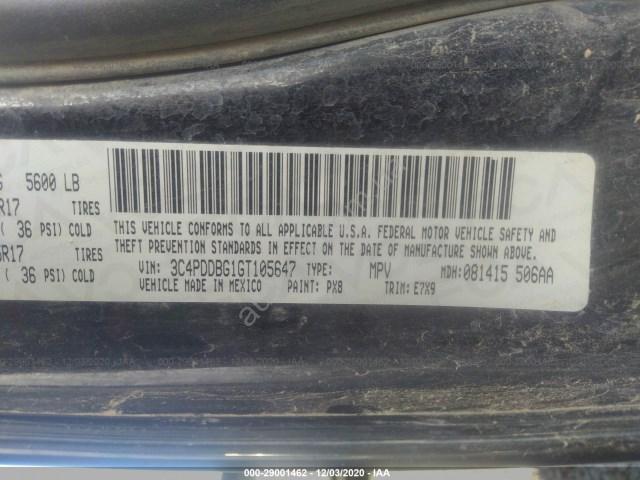 G 5600 LB
R17 TIRES
( 36 PSI) COLD
R17 TIRES
( 36 PSI) COLD
THIS VEHICLE CONFORMS TO ALL APPLICABLE U.S.A. FEDERAL MOTOR VEHICLE SAFETY AND
THEFT PREVENTION STANDARDS IN EFFECT ON THE DATE OF MANUFACTURE SHOWN ABOVE.
VIN: 3C4PDDBG1GT105647 TYPE: MPV MDH: 081415 506AA
VEHICLE MADE IN MEXICO PAINT: PX8 TRIM: E7X9
000-29001462 - 12/03/2020 - IAA